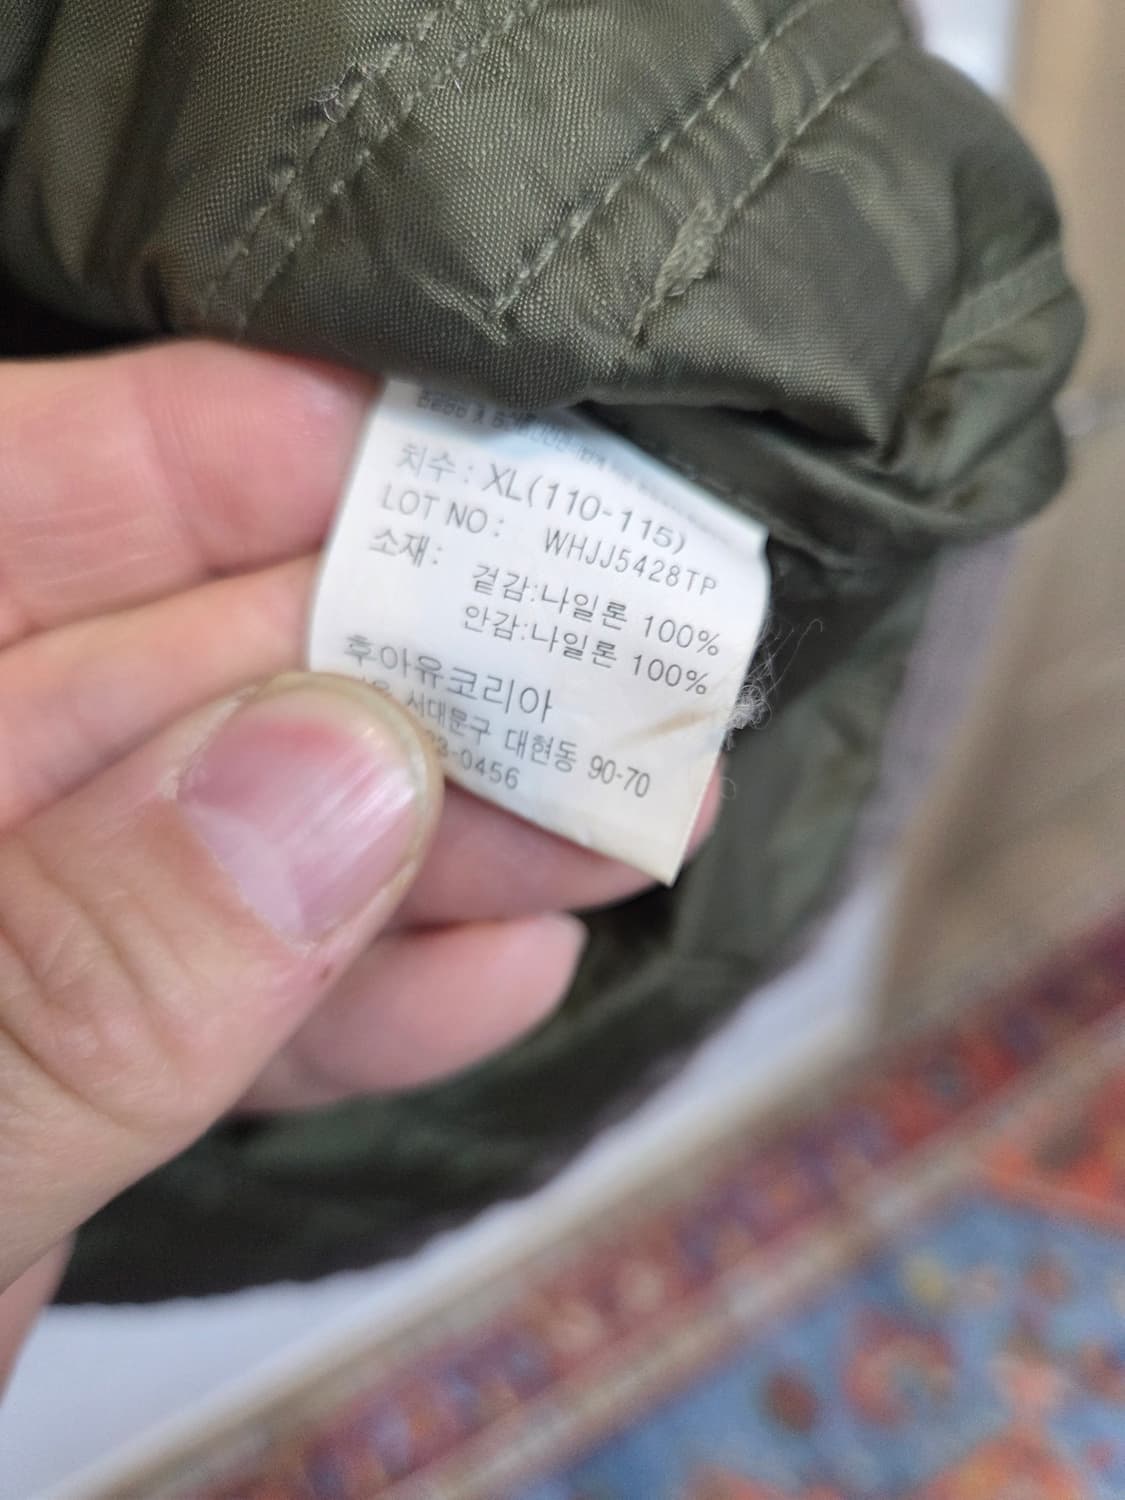 치수 : XL(110-115)
LOT NO : WHJJ5428TP
소재 :
겉감:나일론 100%
안감:나일론 100%
후아유코리아
서대문구 대현동 90-70
-0456